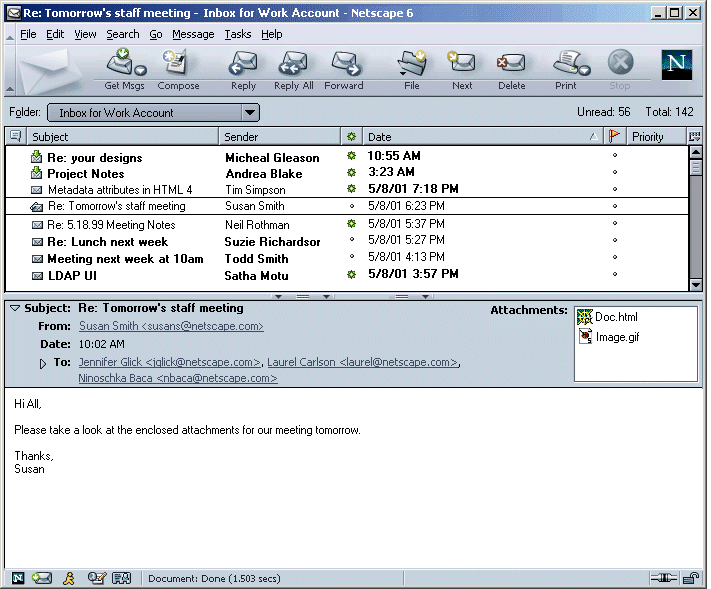 Re: Tomorrow's staff meeting - Inbox for Work Account - Netscape 6
File Edit View Search Go Message Tasks Help
Get Msgs Compose Reply Reply All Forward File Next Delete Print Stop N
Folder: Inbox for Work Account Unread: 56 Total: 142
Subject Sender Date Priority
Re: your designs Micheal Gleason 10:55 AM
Project Notes Andrea Blake 3:23 AM
Metadata attributes in HTML 4 Tim Simpson 5/8/01 7:18 PM
Re: Tomorrow's staff meeting Susan Smith 5/8/01 6:23 PM
Re: 5.18.99 Meeting Notes Neil Rothman 5/8/01 5:37 PM
Re: Lunch next week Suzie Richardsor 5/8/01 5:27 PM
Meeting next week at 10am Todd Smith 5/8/01 4:13 PM
LDAP UI Satha Motu 5/8/01 3:57 PM
Subject: Re: Tomorrow's staff meeting Attachments:
From: Susan Smith <susans@netscape.com> Doc.html
Date: 10:02 AM Image.gif
To: Jennifer Glick <jglick@netscape.com>, Laurel Carlson <laurel@netscape.com>,
Ninoschka Baca <nbaca@netscape.com>
Hi All,
Please take a look at the enclosed attachments for our meeting tomorrow.
Thanks,
Susan
N Document: Done (1.503 secs)